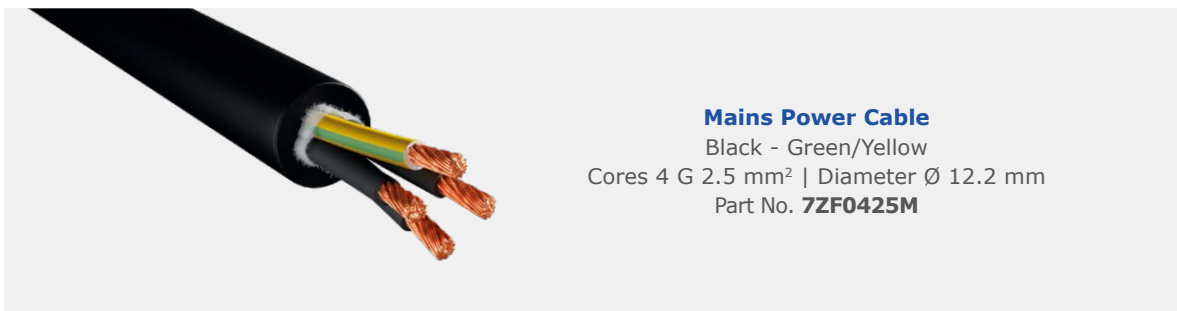 Mains Power Cable
Black - Green/Yellow
Cores 4 G 2.5 mm² | Diameter Ø 12.2 mm
Part No. 7ZF0425M